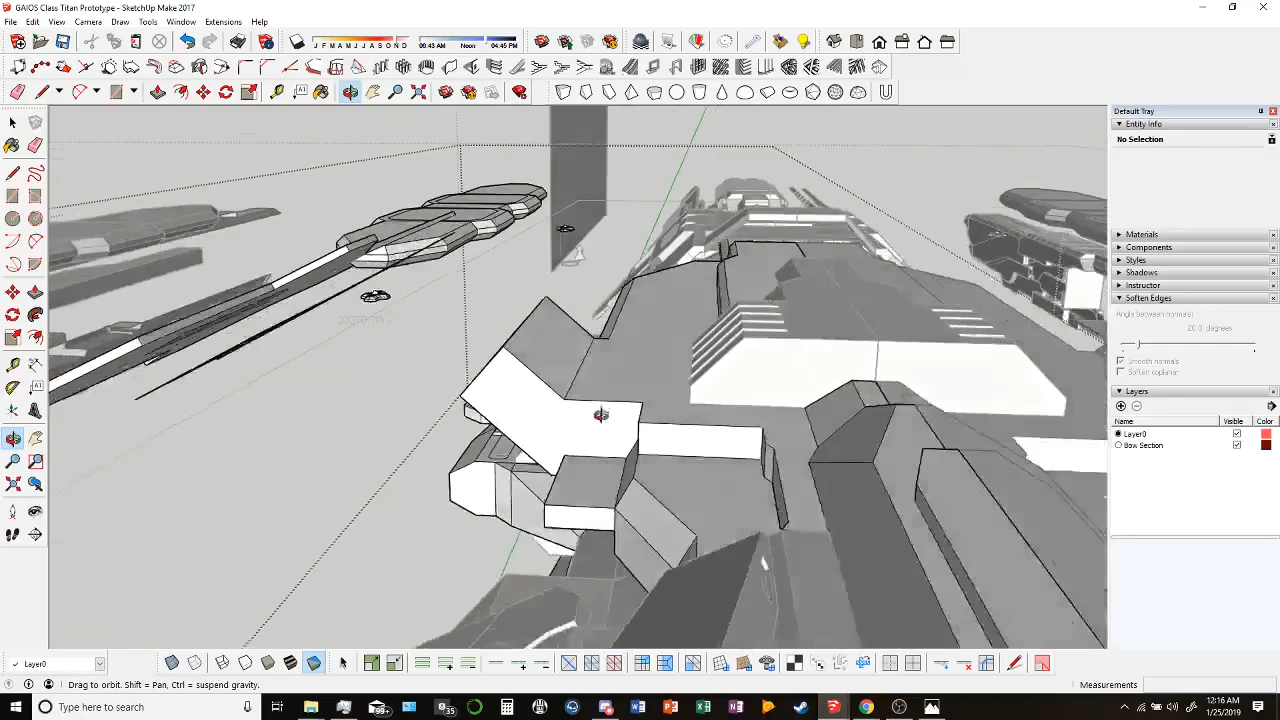 GAIOS Class Titan Prototype - SketchUp Make 2017
File Edit View Camera Draw Tools Window Extensions Help
J F M A M J J A S O N D
06:43 AM Noon 04:45 PM
Default Tray
Entity Info
No Selection
Materials
Components
Styles
Shadows
Instructor
Soften Edges
Angle between normals:
20.0 degrees
Smooth normals
Soften coplanar
Layers
Name Visible Color
Layer0
Bow Section
Layer0
Drag to orbit. Shift = Pan, Ctrl = suspend gravity.
Measurements
Type here to search
99+
35
12:16 AM
1/25/2019